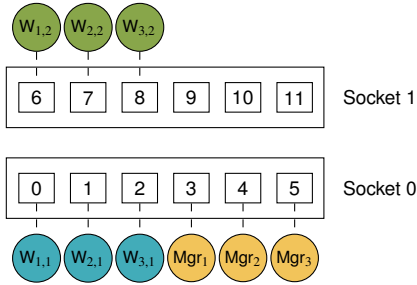 W1,2 W2,2 W3,2
6 7 8 9 10 11 Socket 1
0 1 2 3 4 5 Socket 0
W1,1 W2,1 W3,1 Mgr1 Mgr2 Mgr3